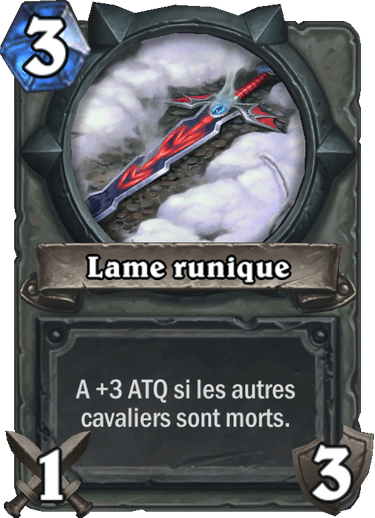 3
Lame runique
A +3 ATQ si les autres
cavaliers sont morts.
1
3